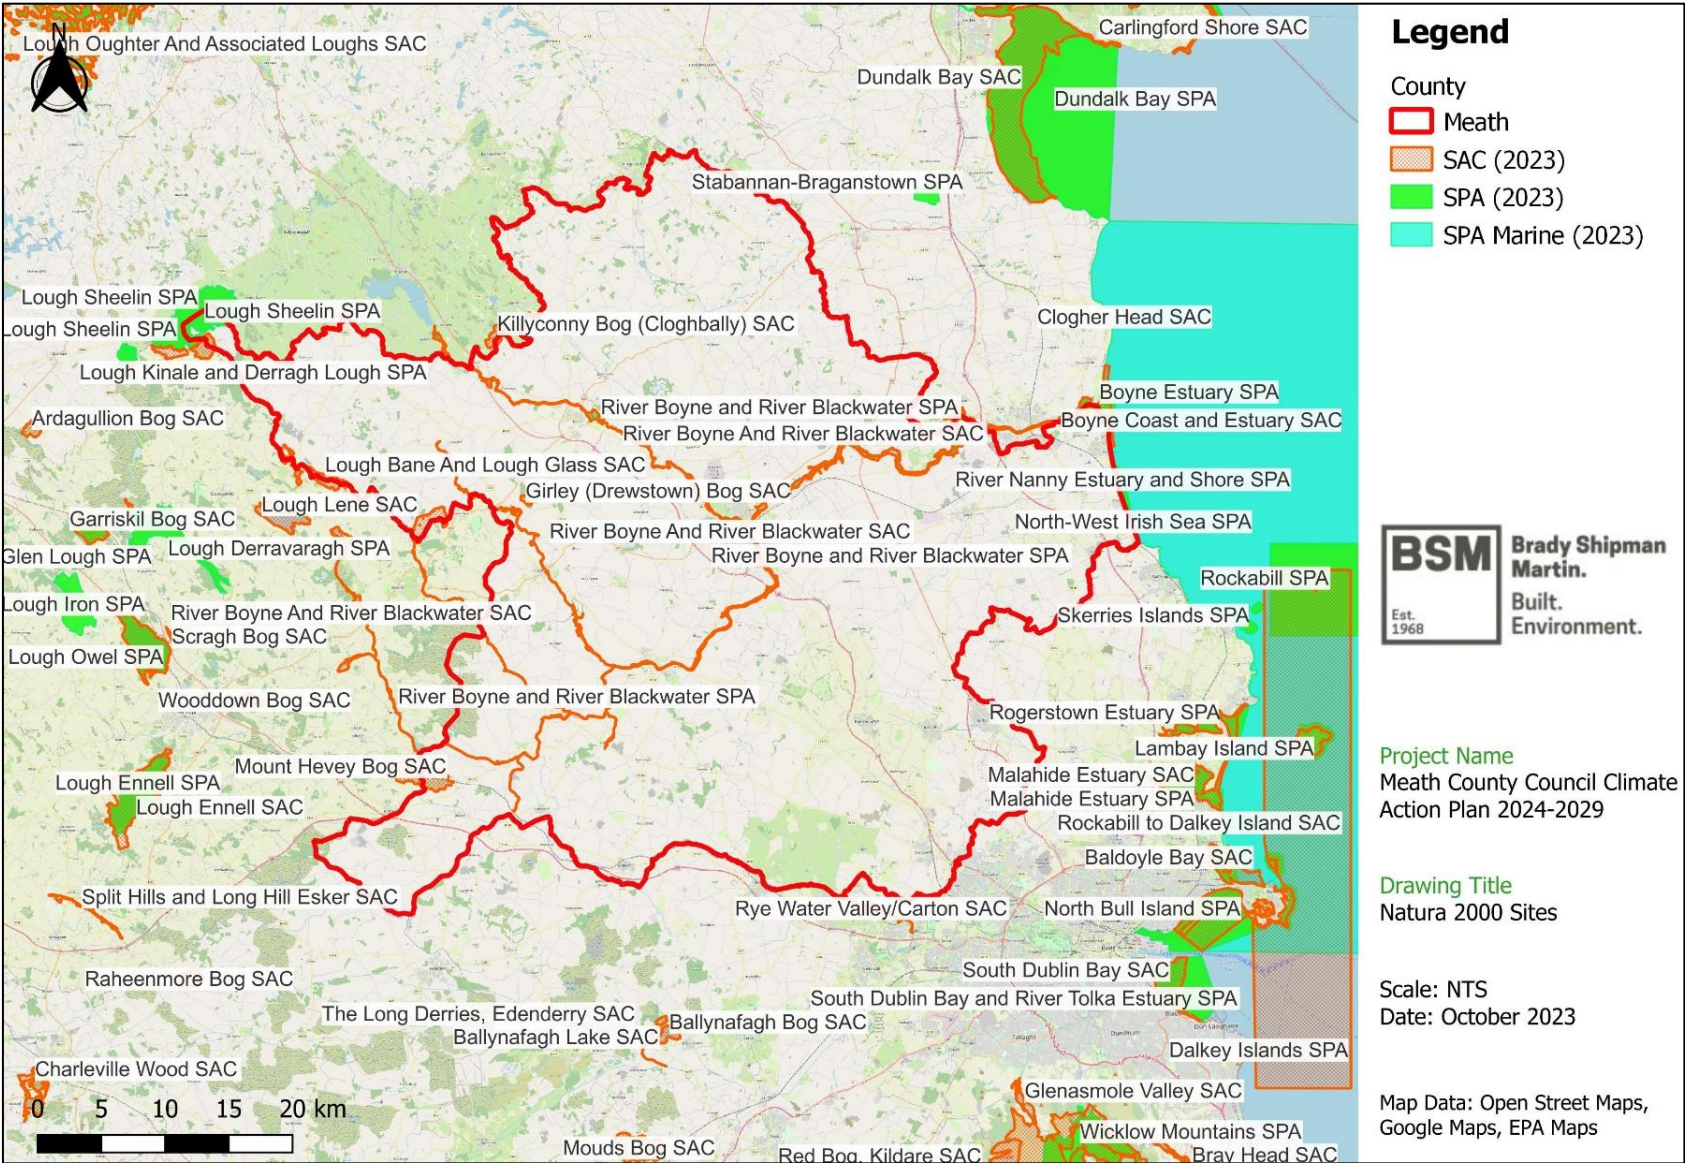 N
Lough Oughter And Associated Loughs SAC
Carlingford Shore SAC
Dundalk Bay SAC
Dundalk Bay SPA
Stabannan-Braganstown SPA
Lough Sheelin SPA
Lough Sheelin SPA
Lough Sheelin SPA
Killyconny Bog (Cloghbally) SAC
Clogher Head SAC
Lough Kinale and Derragh Lough SPA
Boyne Estuary SPA
Ardagullion Bog SAC
River Boyne and River Blackwater SPA
Boyne Coast and Estuary SAC
River Boyne And River Blackwater SAC
Lough Bane And Lough Glass SAC
River Nanny Estuary and Shore SPA
Girley (Drewstown) Bog SAC
Lough Lene SAC
Garriskil Bog SAC
North-West Irish Sea SPA
River Boyne And River Blackwater SAC
Glen Lough SPA
Lough Derravaragh SPA
River Boyne and River Blackwater SPA
Rockabill SPA
Lough Iron SPA
River Boyne And River Blackwater SAC
Skerries Islands SPA
Scragh Bog SAC
Lough Owel SPA
Wooddown Bog SAC
River Boyne and River Blackwater SPA
Rogerstown Estuary SPA
Lambay Island SPA
Mount Hevey Bog SAC
Malahide Estuary SAC
Lough Ennell SPA
Malahide Estuary SPA
Lough Ennell SAC
Rockabill to Dalkey Island SAC
Baldoyle Bay SAC
Split Hills and Long Hill Esker SAC
Rye Water Valley/Carton SAC
North Bull Island SPA
Raheenmore Bog SAC
South Dublin Bay SAC
South Dublin Bay and River Tolka Estuary SPA
The Long Derries, Edenderry SAC
Ballynafagh Bog SAC
Ballynafagh Lake SAC
Tallaght
Dundrum
Dún Laoghaire
Dalkey Islands SPA
Charleville Wood SAC
Glenasmole Valley SAC
0 5 10 15 20 km
Wicklow Mountains SPA
Mouds Bog SAC
Red Bog, Kildare SAC
Bray Head SAC
Legend
County
Meath
SAC (2023)
SPA (2023)
SPA Marine (2023)
BSM
Est.
1968
Brady Shipman
Martin.
Built.
Environment.
Project Name
Meath County Council Climate
Action Plan 2024-2029
Drawing Title
Natura 2000 Sites
Scale: NTS
Date: October 2023
Map Data: Open Street Maps,
Google Maps, EPA Maps